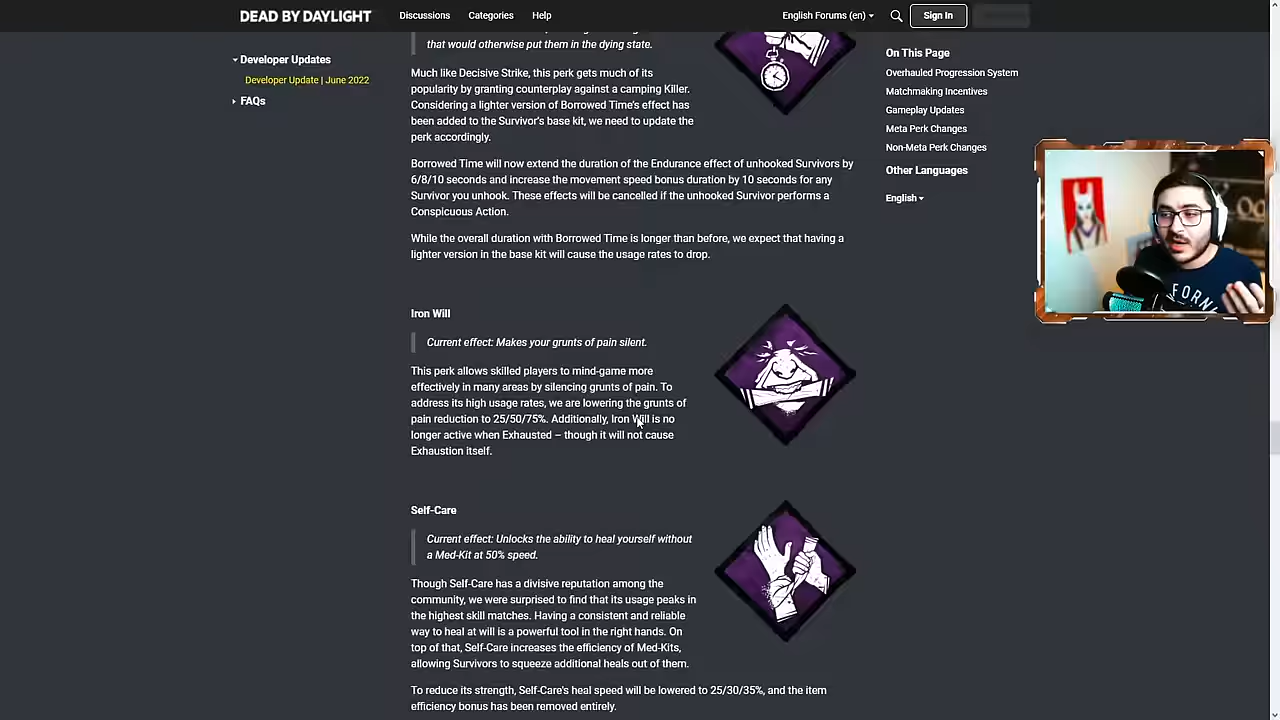 DEAD BY DAYLIGHT
Discussions
Categories
Help
English Forums (en)
Sign In
Developer Updates
Developer Update | June 2022
FAQs
that would otherwise put them in the dying state.
Much like Decisive Strike, this perk gets much of its
popularity by granting counterplay against a camping Killer.
Considering a lighter version of Borrowed Time's effect has
been added to the Survivor's base kit, we need to update the
perk accordingly.
Borrowed Time will now extend the duration of the Endurance effect of unhooked Survivors by
6/8/10 seconds and increase the movement speed bonus duration by 10 seconds for any
Survivor you unhook. These effects will be cancelled if the unhooked Survivor performs a
Conspicuous Action.
While the overall duration with Borrowed Time is longer than before, we expect that having a
lighter version in the base kit will cause the usage rates to drop.
Iron Will
Current effect: Makes your grunts of pain silent.
This perk allows skilled players to mind-game more
effectively in many areas by silencing grunts of pain. To
address its high usage rates, we are lowering the grunts of
pain reduction to 25/50/75%. Additionally, Iron Will is no
longer active when Exhausted – though it will not cause
Exhaustion itself.
Self-Care
Current effect: Unlocks the ability to heal yourself without
a Med-Kit at 50% speed.
Though Self-Care has a divisive reputation among the
community, we were surprised to find that its usage peaks in
the highest skill matches. Having a consistent and reliable
way to heal at will is a powerful tool in the right hands. On
top of that, Self-Care increases the efficiency of Med-Kits,
allowing Survivors to squeeze additional heals out of them.
To reduce its strength, Self-Care's heal speed will be lowered to 25/30/35%, and the item
efficiency bonus has been removed entirely.
On This Page
Overhauled Progression System
Matchmaking Incentives
Gameplay Updates
Meta Perk Changes
Non-Meta Perk Changes
Other Languages
English